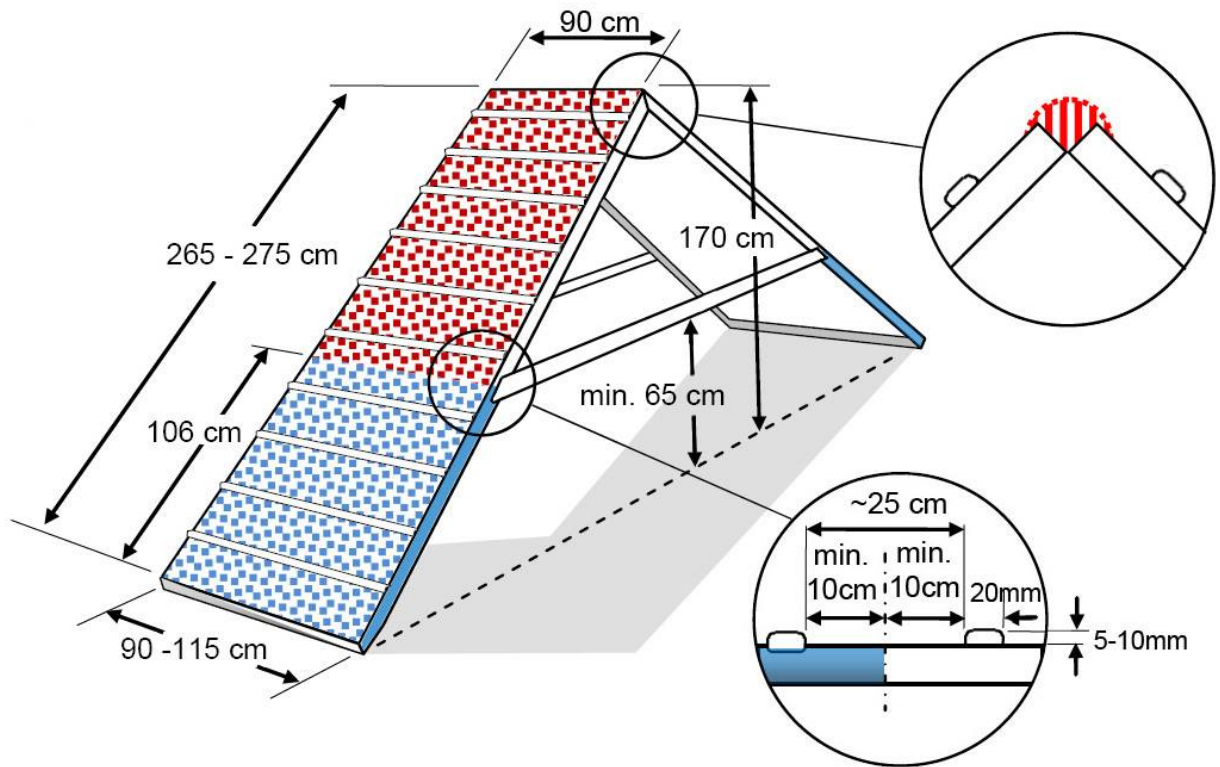 90 cm
265 - 275 cm
170 cm
min. 65 cm
106 cm
90 -115 cm
~25 cm
min.
10cm
min.
10cm
20mm
5-10mm